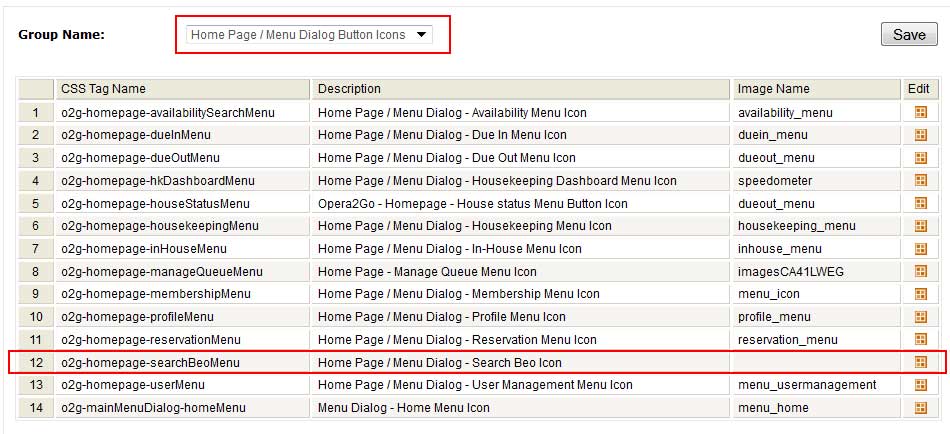 Group Name: Home Page / Menu Dialog Button Icons Save
CSS Tag Name Description Image Name Edit
1 o2g-homepage-availabilitySearchMenu Home Page / Menu Dialog - Availability Menu Icon availability_menu
2 o2g-homepage-dueInMenu Home Page / Menu Dialog - Due In Menu Icon duein_menu
3 o2g-homepage-dueOutMenu Home Page / Menu Dialog - Due Out Menu Icon dueout_menu
4 o2g-homepage-hkDashboardMenu Home Page / Menu Dialog - Housekeeping Dashboard Menu Icon speedometer
5 o2g-homepage-houseStatusMenu Opera2Go - Homepage - House status Menu Button Icon dueout_menu
6 o2g-homepage-housekeepingMenu Home Page / Menu Dialog - Housekeeping Menu Icon housekeeping_menu
7 o2g-homepage-inHouseMenu Home Page / Menu Dialog - In-House Menu Icon inhouse_menu
8 o2g-homepage-manageQueueMenu Home Page - Manage Queue Menu Icon imagesCA41LWEG
9 o2g-homepage-membershipMenu Home Page / Menu Dialog - Membership Menu Icon menu_icon
10 o2g-homepage-profileMenu Home Page / Menu Dialog - Profile Menu Icon profile_menu
11 o2g-homepage-reservationMenu Home Page / Menu Dialog - Reservation Menu Icon reservation_menu
12 o2g-homepage-searchBeoMenu Home Page / Menu Dialog - Search Beo Icon
13 o2g-homepage-userMenu Home Page / Menu Dialog - User Management Menu Icon menu_usermanagement
14 o2g-mainMenuDialog-homeMenu Menu Dialog - Home Menu Icon menu_home